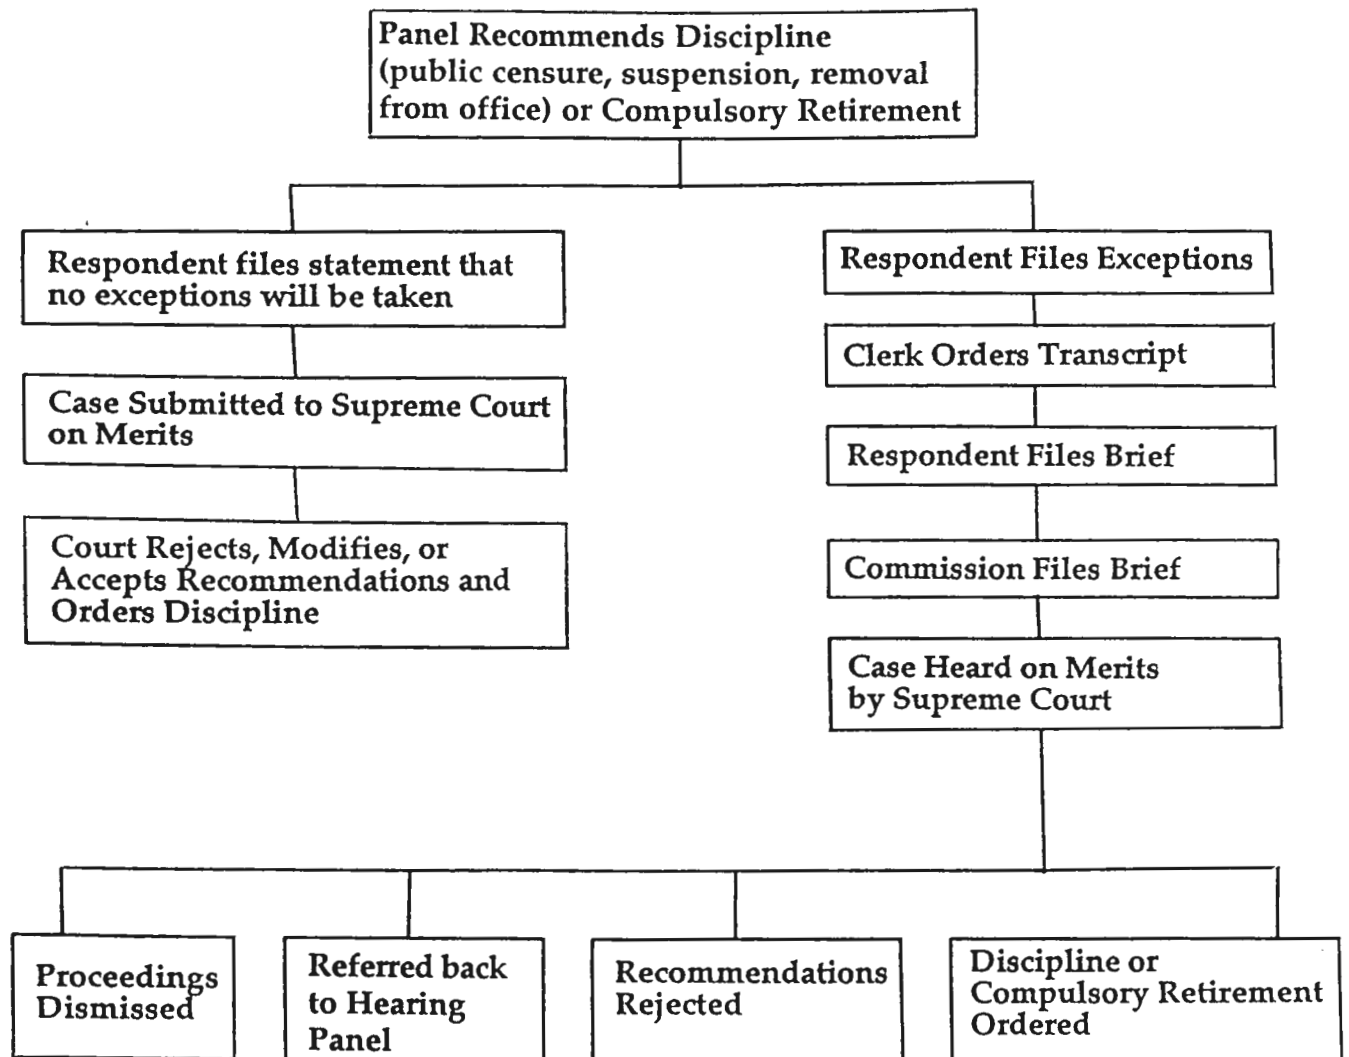 Panel Recommends Discipline
(public censure, suspension, removal
from office) or Compulsory Retirement
Respondent files statement that
no exceptions will be taken
Case Submitted to Supreme Court
on Merits
Court Rejects, Modifies, or
Accepts Recommendations and
Orders Discipline
Respondent Files Exceptions
Clerk Orders Transcript
Respondent Files Brief
Commission Files Brief
Case Heard on Merits
by Supreme Court
Proceedings
Dismissed
Referred back
to Hearing
Panel
Recommendations
Rejected
Discipline or
Compulsory Retirement
Ordered